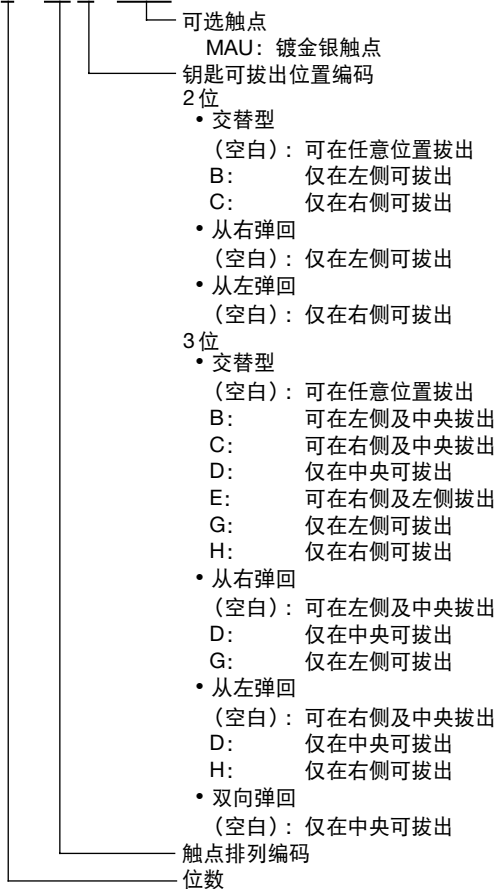 可选触点
MAU：镀金银触点
钥匙可拔出位置编码
2位
• 交替型
（空白）：可在任意位置拔出
B： 仅在左侧可拔出
C： 仅在右侧可拔出
• 从右弹回
（空白）：仅在左侧可拔出
• 从左弹回
（空白）：仅在右侧可拔出
3位
• 交替型
（空白）：可在任意位置拔出
B： 可在左侧及中央拔出
C： 可在右侧及中央拔出
D： 仅在中央可拔出
E： 可在右侧及左侧拔出
G： 仅在左侧可拔出
H： 仅在右侧可拔出
• 从右弹回
（空白）：可在左侧及中央拔出
D： 仅在中央可拔出
G： 仅在左侧可拔出
• 从左弹回
（空白）：可在右侧及中央拔出
D： 仅在中央可拔出
H： 仅在右侧可拔出
• 双向弹回
（空白）：仅在中央可拔出
触点排列编码
位数